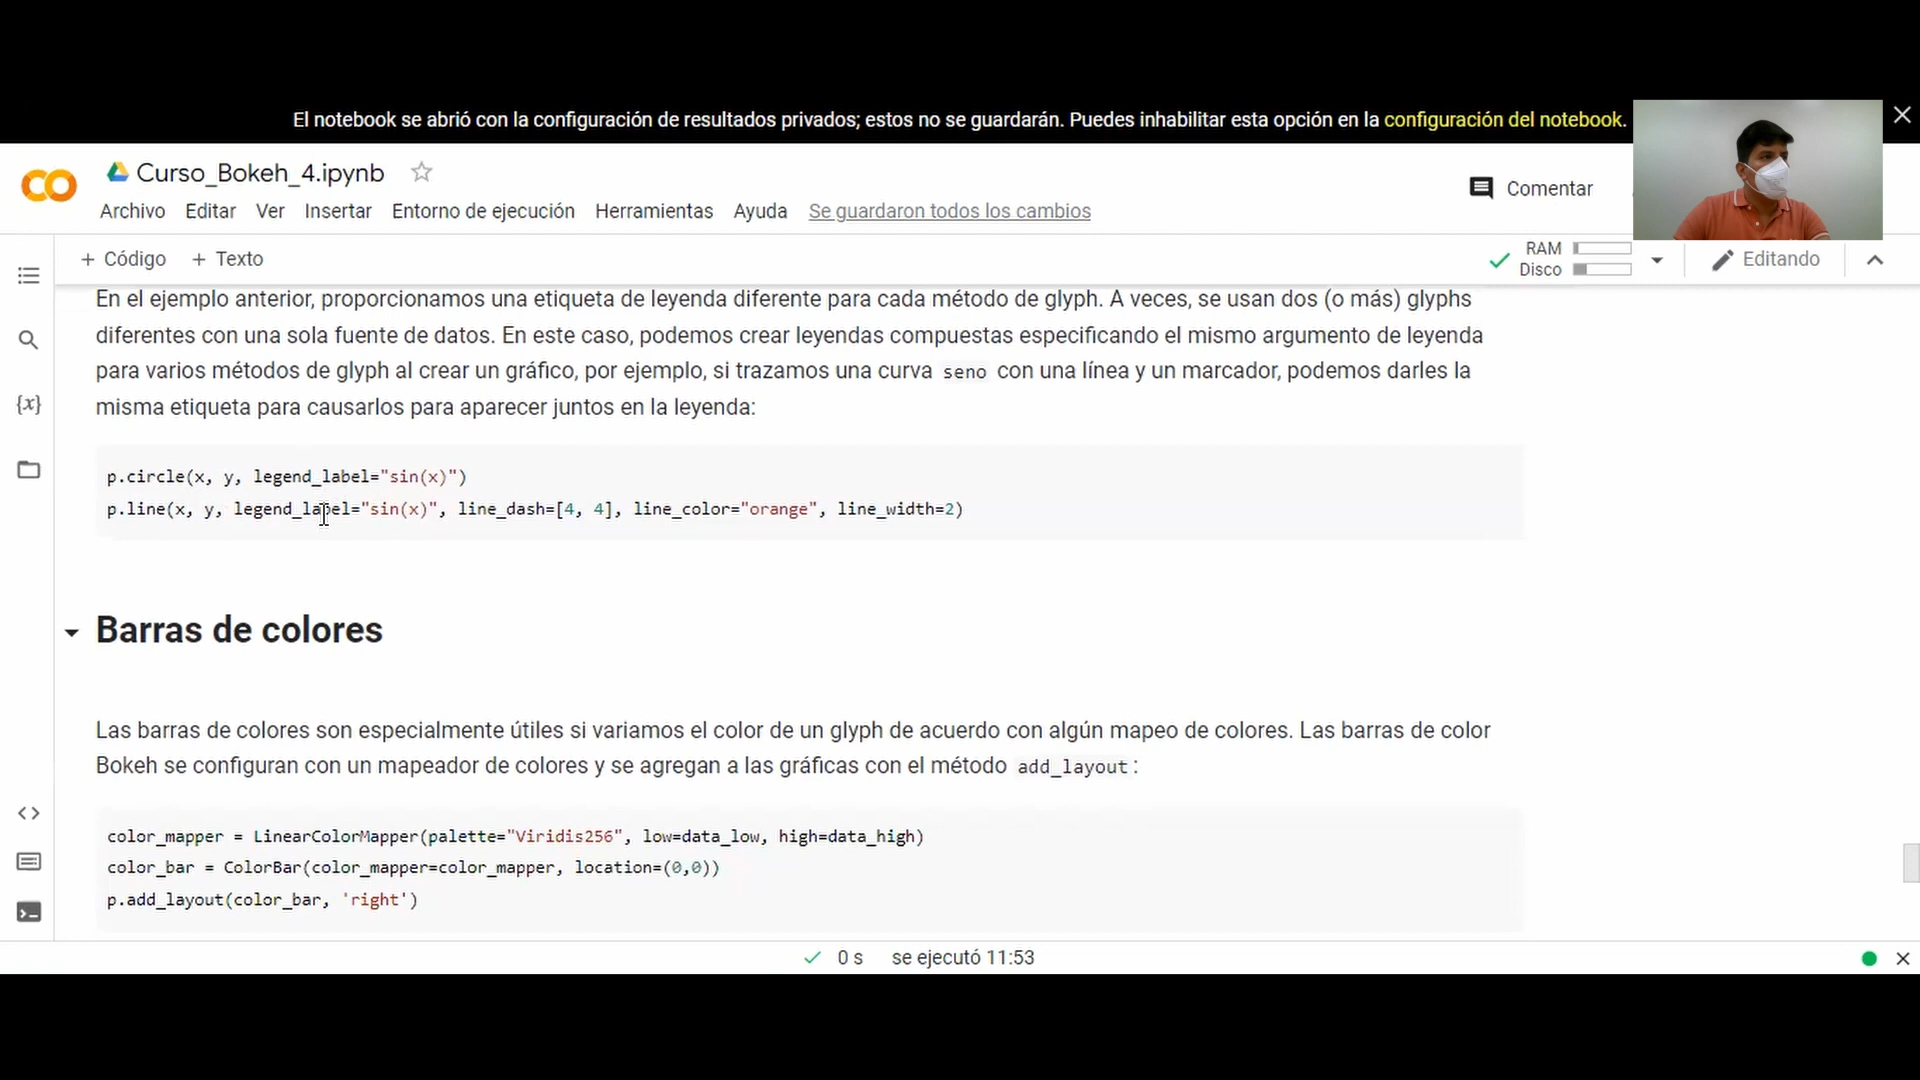 El notebook se abrió con la configuración de resultados privados; estos no se guardarán. Puedes inhabilitar esta opción en la configuración del notebook.
Curso_Bokeh_4.ipynb
Comentar
Archivo Editar Ver Insertar Entorno de ejecución Herramientas Ayuda Se guardaron todos los cambios
+ Código + Texto
RAM
Disco
Editando
En el ejemplo anterior, proporcionamos una etiqueta de leyenda diferente para cada método de glyph. A veces, se usan dos (o más) glyphs
diferentes con una sola fuente de datos. En este caso, podemos crear leyendas compuestas especificando el mismo argumento de leyenda
para varios métodos de glyph al crear un gráfico, por ejemplo, si trazamos una curva seno con una línea y un marcador, podemos darles la
misma etiqueta para causarlos para aparecer juntos en la leyenda:
p.circle(x, y, legend_label="sin(x)")
p.line(x, y, legend_label="sin(x)", line_dash=[4, 4], line_color="orange", line_width=2)
Barras de colores
Las barras de colores son especialmente útiles si variamos el color de un glyph de acuerdo con algún mapeo de colores. Las barras de color
Bokeh se configuran con un mapeador de colores y se agregan a las gráficas con el método add_layout:
color_mapper = LinearColorMapper(palette="Viridis256", low=data_low, high=data_high)
color_bar = ColorBar(color_mapper=color_mapper, location=(0,0))
p.add_layout(color_bar, 'right')
0 s se ejecutó 11:53